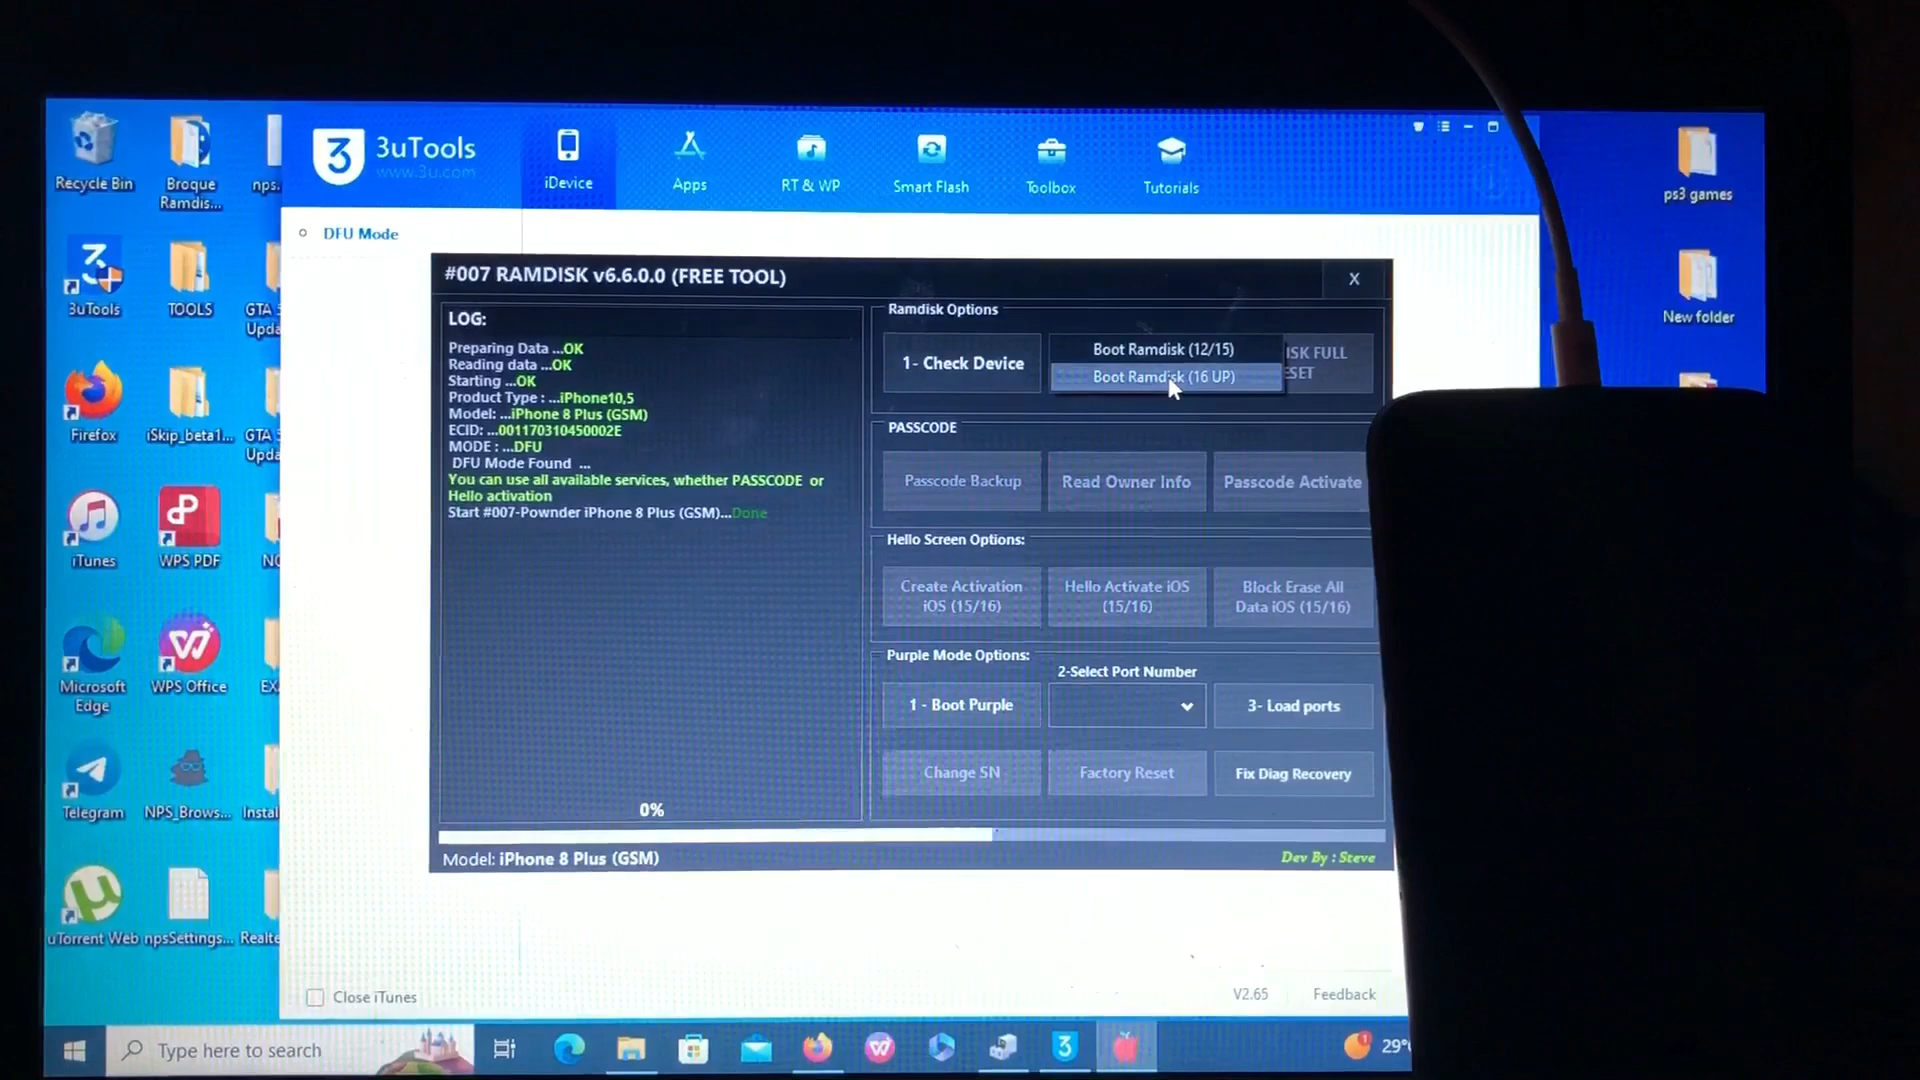 Recycle Bin
Broque
Ramdis...
nps.
3uTools
TOOLS
GTA
Upda
Firefox
iSkip_beta1...
GTA
Upda
iTunes
WPS PDF
NO
Microsoft
Edge
WPS Office
EX
Telegram
NPS_Brows...
Instal
uTorrent Web
npsSettings...
Realte
3
3uTools
www.3u.com
iDevice
Apps
RT & WP
Smart Flash
Toolbox
Tutorials
DFU Mode
#007 RAMDISK v6.6.0.0 (FREE TOOL)
X
LOG:
Preparing Data ...OK
Reading data ...OK
Starting ...OK
Product Type : ...iPhone10,5
Model: ...iPhone 8 Plus (GSM)
ECID: ...001170310450002E
MODE : ...DFU
DFU Mode Found ...
You can use all available services, whether PASSCODE or
Hello activation
Start #007-Pwnder iPhone 8 Plus (GSM)...Done
0%
Ramdisk Options
1- Check Device
Boot Ramdisk (12/15)
Boot Ramdisk (16 UP)
ISK FULL
SET
PASSCODE
Passcode Backup
Read Owner Info
Passcode Activate
Hello Screen Options:
Create Activation
iOS (15/16)
Hello Activate iOS
(15/16)
Block Erase All
Data iOS (15/16)
Purple Mode Options:
2-Select Port Number
1 - Boot Purple
3- Load ports
Change SN
Factory Reset
Fix Diag Recovery
Model: iPhone 8 Plus (GSM)
Dev By : Steve
Close iTunes
V2.65
Feedback
ps3 games
New folder
Type here to search
29°